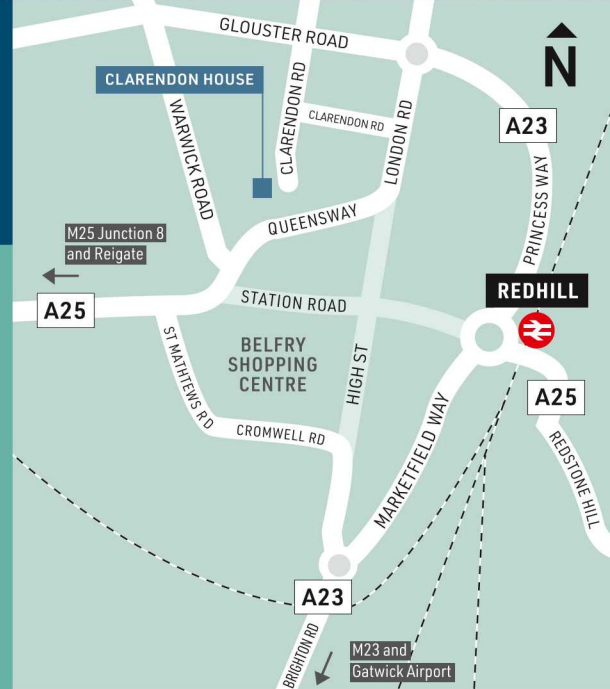 GLOUSTER ROAD
N
CLARENDON HOUSE
CLARENDON RD
CLARENDON RD
LONDON RD
A23
WARWICK ROAD
PRINCESS WAY
QUEENSWAY
M25 Junction 8
and Reigate
A25
STATION ROAD
REDHILL
BELFRY
SHOPPING
CENTRE
ST MATHTEWS RD
HIGH ST
A25
CROMWELL RD
MARKETFIELD WAY
REDSTONE HILL
A23
BRIGHTON RD
M23 and
Gatwick Airport